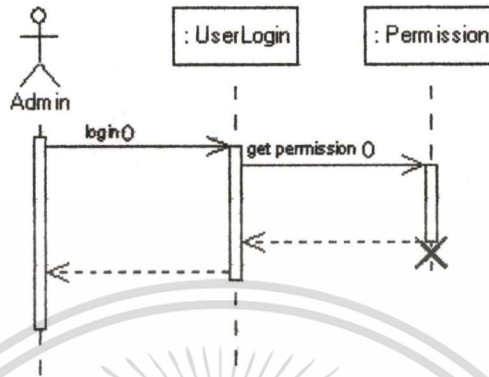 : UserLogin
: Permission
Admin
login()
get permission ()